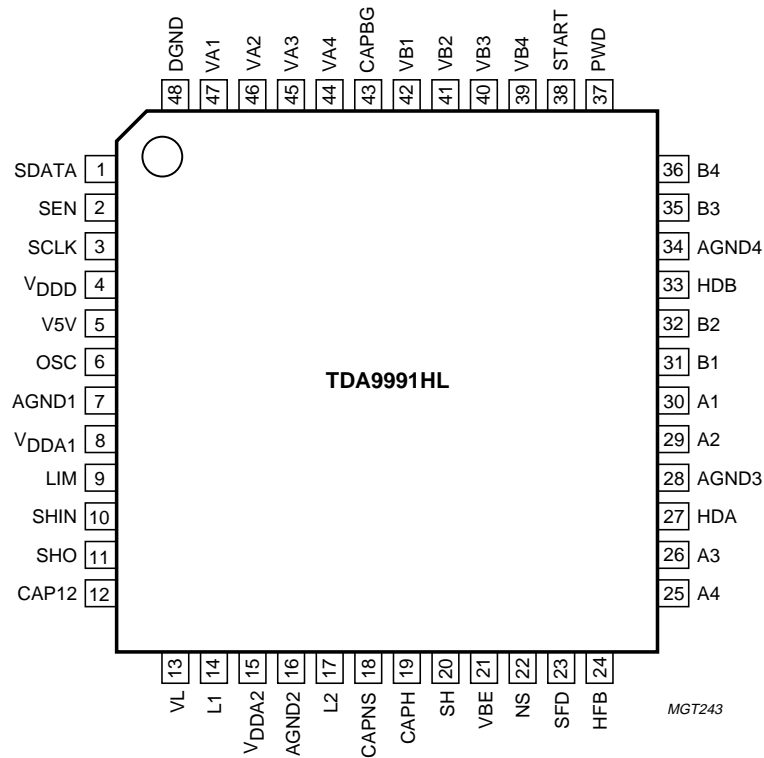 DGND VA1 VA2 VA3 VA4 CAPBG VB1 VB2 VB3 VB4 START PWD
48 47 46 45 44 43 42 41 40 39 38 37
SDATA 1 36 B4
SEN 2 35 B3
SCLK 3 34 AGND4
VDDD 4 33 HDB
V5V 5 32 B2
OSC 6 31 B1
TDA9991HL
AGND1 7 30 A1
VDDA1 8 29 A2
LIM 9 28 AGND3
SHIN 10 27 HDA
SHO 11 26 A3
CAP12 12 25 A4
13 14 15 16 17 18 19 20 21 22 23 24
VL L1 VDDA2 AGND2 L2 CAPNS CAPH SH VBE NS SFD HFB
MGT243